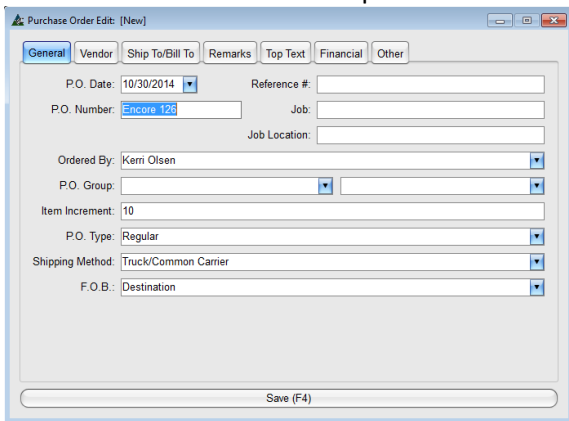 Purchase Order Edit: [New]
General Vendor Ship To/Bill To Remarks Top Text Financial Other
P.O. Date: 10/30/2014 Reference #:
P.O. Number: Encore 126 Job:
Job Location:
Ordered By: Kerri Olsen
P.O. Group:
Item Increment: 10
P.O. Type: Regular
Shipping Method: Truck/Common Carrier
F.O.B.: Destination
Save (F4)